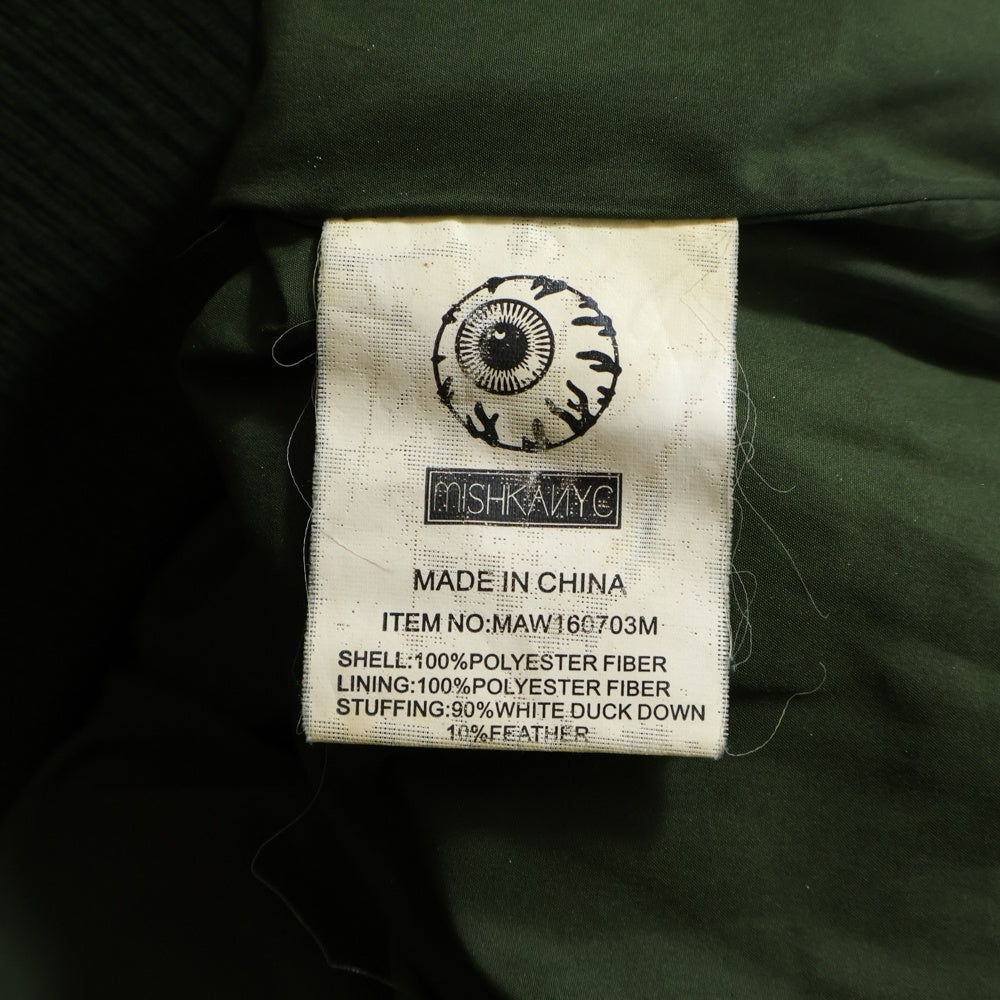 MISHKAИYC
MADE IN CHINA
ITEM NO:MAW160703M
SHELL:100%POLYESTER FIBER
LINING:100%POLYESTER FIBER
STUFFING:90%WHITE DUCK DOWN
10%FEATHER